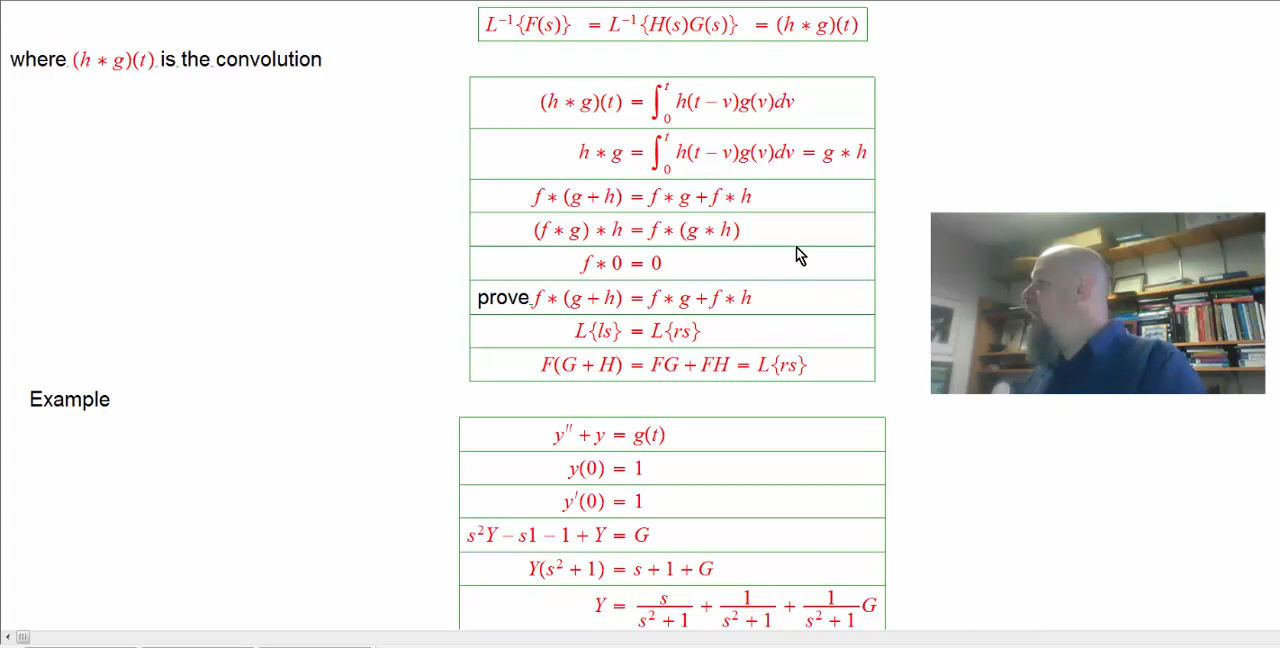 L⁻¹{F(s)} = L⁻¹{H(s)G(s)} = (h ∗ g)(t)
where (h ∗ g)(t) is the convolution
(h ∗ g)(t) = ∫₀ᵗ h(t − v)g(v)dv
h ∗ g = ∫₀ᵗ h(t − v)g(v)dv = g ∗ h
f ∗ (g + h) = f ∗ g + f ∗ h
(f ∗ g) ∗ h = f ∗ (g ∗ h)
f ∗ 0 = 0
prove f ∗ (g + h) = f ∗ g + f ∗ h
L{ls} = L{rs}
F(G + H) = FG + FH = L{rs}
Example
y″ + y = g(t)
y(0) = 1
y′(0) = 1
s²Y − s1 − 1 + Y = G
Y(s² + 1) = s + 1 + G
Y = s/(s² + 1) + 1/(s² + 1) + 1/(s² + 1) G